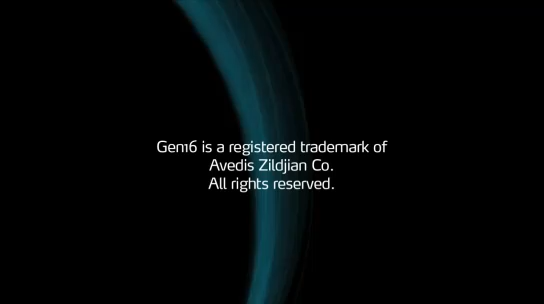 Gen16 is a registered trademark of
Avedis Zildjian Co.
All rights reserved.